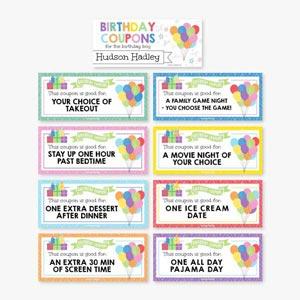 BIRTHDAY
COUPONS
for the birthday boy
Hudson Hadley
This coupon is good for:
YOUR CHOICE OF
TAKEOUT
This coupon is good for:
A FAMILY GAME NIGHT
- YOU CHOOSE THE GAME!
This coupon is good for:
STAY UP ONE HOUR
PAST BEDTIME
This coupon is good for:
A MOVIE NIGHT OF
YOUR CHOICE
This coupon is good for:
ONE EXTRA DESSERT
AFTER DINNER
This coupon is good for:
ONE ICE CREAM
DATE
This coupon is good for:
AN EXTRA 30 MIN
OF SCREEN TIME
This coupon is good for:
ONE ALL DAY
PAJAMA DAY